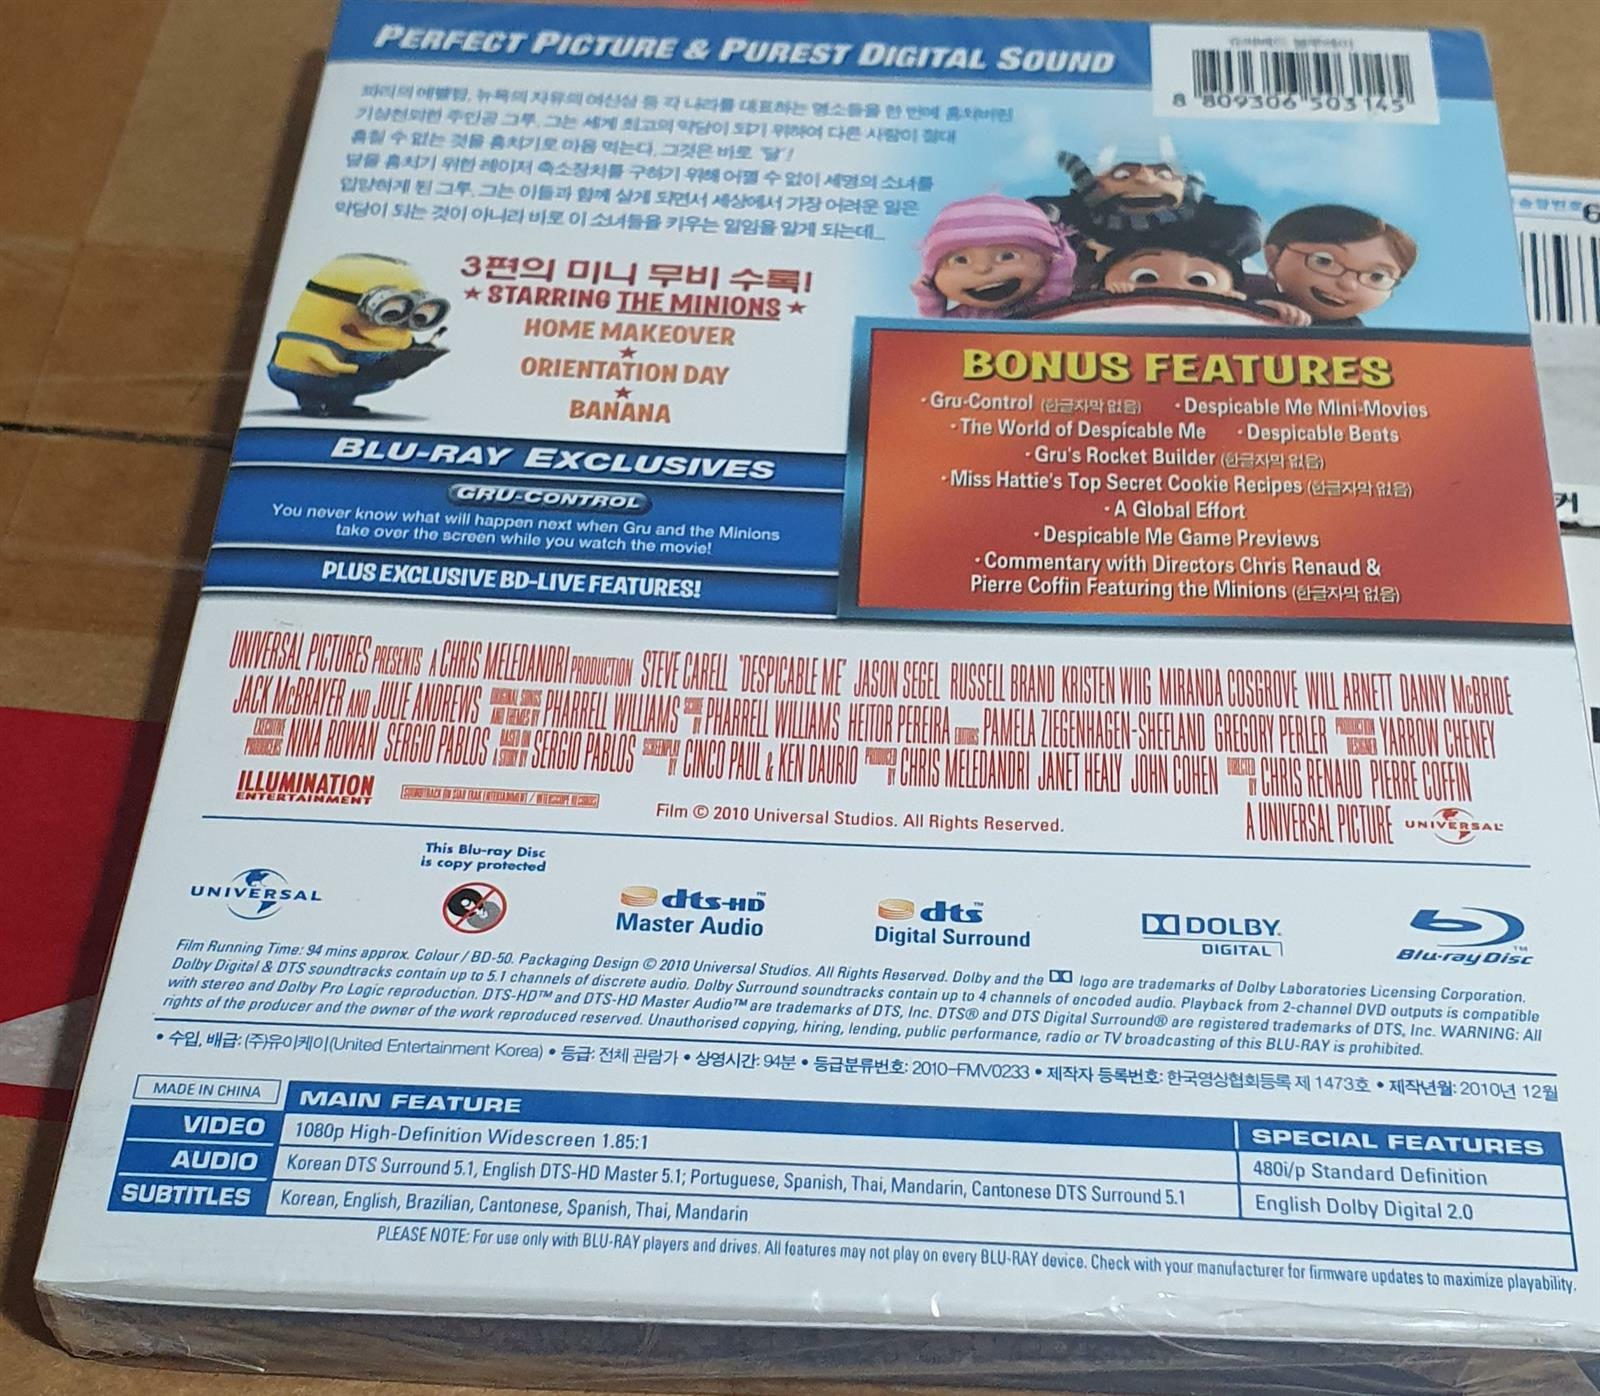 PERFECT PICTURE & PUREST DIGITAL SOUND
슈퍼배드 블루레이
8 809306 503145
파리의 에펠탑, 뉴욕의 자유의 여신상 등 각 나라를 대표하는 명소들을 한 번에 훔쳐버린
기상천외한 주인공 그루. 그는 세계 최고의 악당이 되기 위하여 다른 사람이 절대
훔칠 수 없는 것을 훔치기로 마음 먹는다. 그것은 바로 '달'!
달을 훔치기 위한 레이저 축소장치를 구하기 위해 어쩔 수 없이 세명의 소녀를
입양하게 된 그루. 그는 이들과 함께 살게 되면서 세상에서 가장 어려운 일은
악당이 되는 것이 아니라 바로 이 소녀들을 키우는 일임을 알게 되는데...
3편의 미니 무비 수록!
★ STARRING THE MINIONS ★
HOME MAKEOVER
★
ORIENTATION DAY
★
BANANA
BLU-RAY EXCLUSIVES
GRU-CONTROL
You never know what will happen next when Gru and the Minions
take over the screen while you watch the movie!
PLUS EXCLUSIVE BD-LIVE FEATURES!
BONUS FEATURES
· Gru-Control (한글자막 없음) · Despicable Me Mini-Movies
· The World of Despicable Me · Despicable Beats
· Gru's Rocket Builder (한글자막 없음)
· Miss Hattie's Top Secret Cookie Recipes (한글자막 없음)
· A Global Effort
· Despicable Me Game Previews
· Commentary with Directors Chris Renaud &
Pierre Coffin Featuring the Minions (한글자막 없음)
UNIVERSAL PICTURES PRESENTS A CHRIS MELEDANDRI PRODUCTION STEVE CARELL "DESPICABLE ME" JASON SEGEL RUSSELL BRAND KRISTEN WIIG MIRANDA COSGROVE WILL ARNETT DANNY McBRIDE
JACK McBRAYER AND JULIE ANDREWS ORIGINAL SONGS AND THEMES BY PHARRELL WILLIAMS SCORE BY PHARRELL WILLIAMS HEITOR PEREIRA EDITORS PAMELA ZIEGENHAGEN-SHEFLAND GREGORY PERLER PRODUCTION DESIGNER YARROW CHENEY
EXECUTIVE PRODUCERS NINA ROWAN SERGIO PABLOS BASED ON A STORY BY SERGIO PABLOS SCREENPLAY BY CINCO PAUL & KEN DAURIO PRODUCED BY CHRIS MELEDANDRI JANET HEALY JOHN COHEN DIRECTED BY CHRIS RENAUD PIERRE COFFIN
ILLUMINATION
ENTERTAINMENT
SOUNDTRACK ON STAR TRAK ENTERTAINMENT / INTERSCOPE RECORDS
Film © 2010 Universal Studios. All Rights Reserved.
A UNIVERSAL PICTURE UNIVERSAL
UNIVERSAL
This Blu-ray Disc
is copy protected
dts-HD™
Master Audio
dts™
Digital Surround
DOLBY.
DIGITAL
Blu-ray Disc™
Film Running Time: 94 mins approx. Colour / BD-50. Packaging Design © 2010 Universal Studios. All Rights Reserved. Dolby and the DD logo are trademarks of Dolby Laboratories Licensing Corporation.
Dolby Digital & DTS soundtracks contain up to 5.1 channels of discrete audio. Dolby Surround soundtracks contain up to 4 channels of encoded audio. Playback from 2-channel DVD outputs is compatible
with stereo and Dolby Pro Logic reproduction. DTS-HD™ and DTS-HD Master Audio™ are trademarks of DTS, Inc. DTS® and DTS Digital Surround® are registered trademarks of DTS, Inc. WARNING: All
rights of the producer and the owner of the work reproduced reserved. Unauthorised copying, hiring, lending, public performance, radio or TV broadcasting of this BLU-RAY is prohibited.
• 수입, 배급: (주)유이케이(United Entertainment Korea) • 등급: 전체 관람가 • 상영시간: 94분 • 등급분류번호: 2010-FMV0233 • 제작자 등록번호: 한국영상협회등록 제 1473호 • 제작년월: 2010년 12월
MADE IN CHINA
MAIN FEATURE
SPECIAL FEATURES
VIDEO 1080p High-Definition Widescreen 1.85:1 480i/p Standard Definition
AUDIO Korean DTS Surround 5.1, English DTS-HD Master 5.1; Portuguese, Spanish, Thai, Mandarin, Cantonese DTS Surround 5.1 English Dolby Digital 2.0
SUBTITLES Korean, English, Brazilian, Cantonese, Spanish, Thai, Mandarin
PLEASE NOTE: For use only with BLU-RAY players and drives. All features may not play on every BLU-RAY device. Check with your manufacturer for firmware updates to maximize playability.
송장번호 6
커